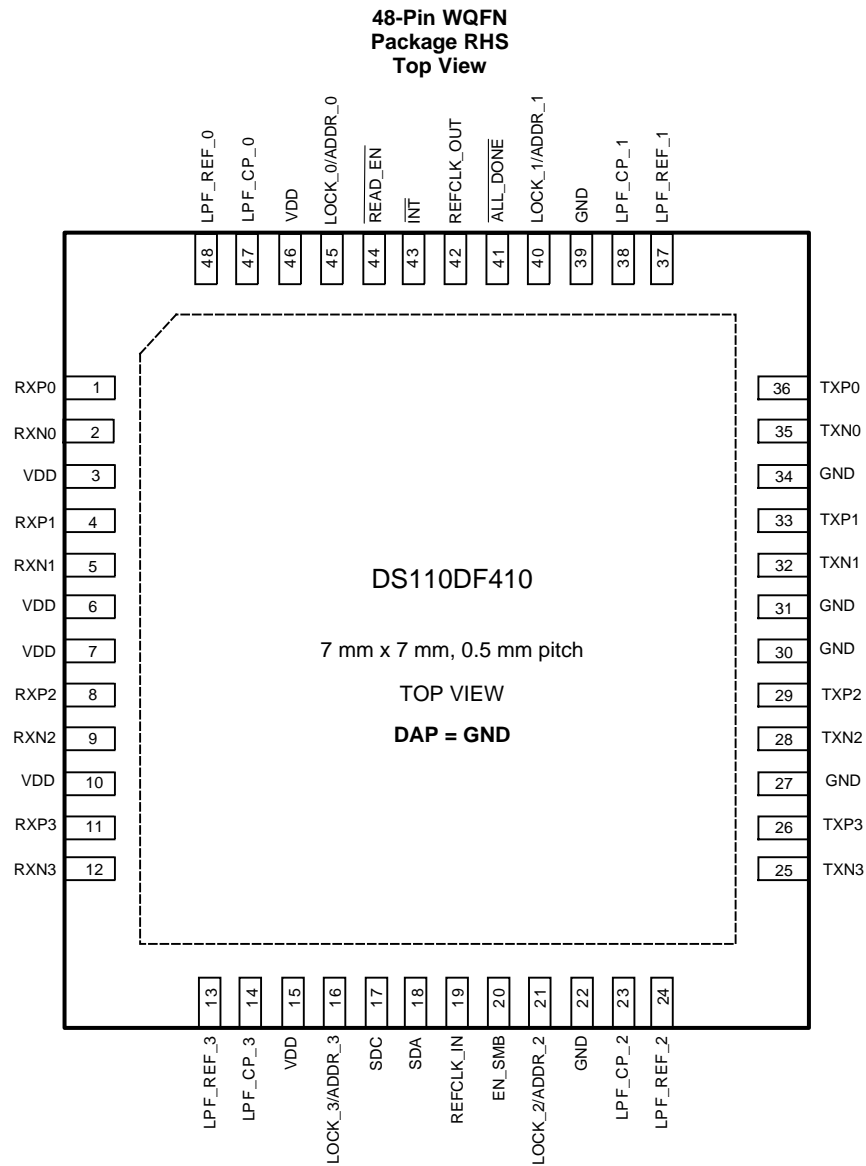 48-Pin WQFN
Package RHS
Top View
LPF_REF_0
LPF_CP_0
VDD
LOCK_0/ADDR_0
READ_EN
INT
REFCLK_OUT
ALL_DONE
LOCK_1/ADDR_1
GND
LPF_CP_1
LPF_REF_1
48
47
46
45
44
43
42
41
40
39
38
37
RXP0 1
36 TXP0
RXN0 2
35 TXN0
VDD 3
34 GND
RXP1 4
33 TXP1
RXN1 5
32 TXN1
VDD 6
31 GND
VDD 7
30 GND
RXP2 8
29 TXP2
RXN2 9
28 TXN2
VDD 10
27 GND
RXP3 11
26 TXP3
RXN3 12
25 TXN3
DS110DF410
7 mm x 7 mm, 0.5 mm pitch
TOP VIEW
DAP = GND
13
14
15
16
17
18
19
20
21
22
23
24
LPF_REF_3
LPF_CP_3
VDD
LOCK_3/ADDR_3
SDC
SDA
REFCLK_IN
EN_SMB
LOCK_2/ADDR_2
GND
LPF_CP_2
LPF_REF_2